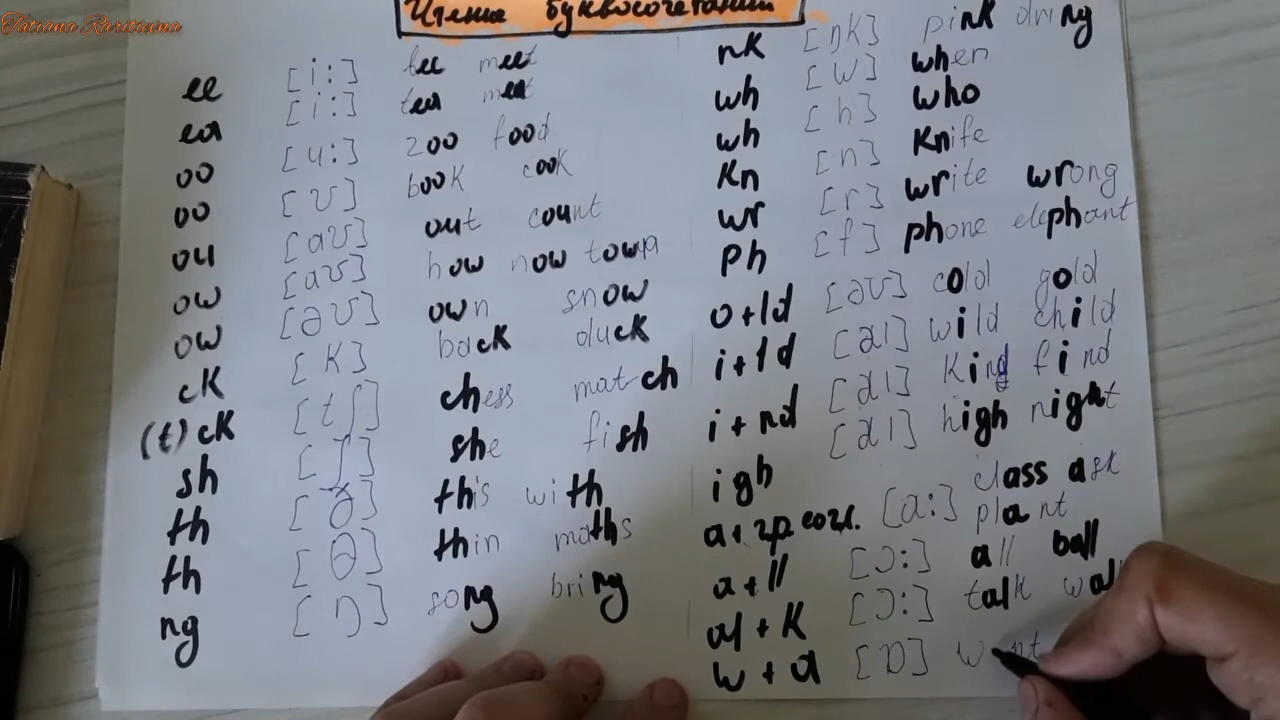 Tatiana Raritivna
Чтение буквосочетаний
ee [i:] tee meet
ea [i:] tea meat
oo [u:] zoo food
oo [ʊ] book cook
ou [aʊ] out count
ow [aʊ] how now town
ow [əʊ] own snow
ck [k] back duck
(t)ck [tʃ] chess match
sh [ʃ] she fish
th [ð] this with
th [θ] thin maths
ng [ŋ] song bring
nk [ŋk] pink
wh [w] when
wh [h] who
kn [n] knife
wr [r] write wrong
ph [f] phone elephant
o+ld [əʊ] cold gold
i+ld [aɪ] wild child
i+nd [aɪ] kind find
igh [aɪ] high night
class ask
a+гр согл. [a:] plant
a+ll [ɔ:] all ball
al+k [ɔ:] talk
w+a [ɒ]